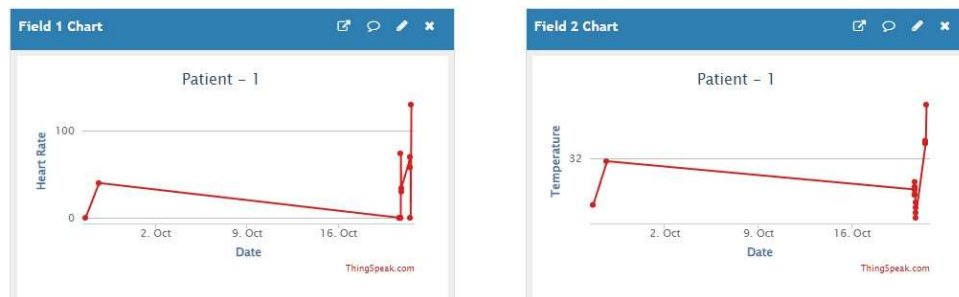 Field 1 Chart
Patient – 1
Heart Rate
100
0
2. Oct
9. Oct
16. Oct
Date
ThingSpeak.com
Field 2 Chart
Patient – 1
Temperature
32
2. Oct
9. Oct
16. Oct
Date
ThingSpeak.com